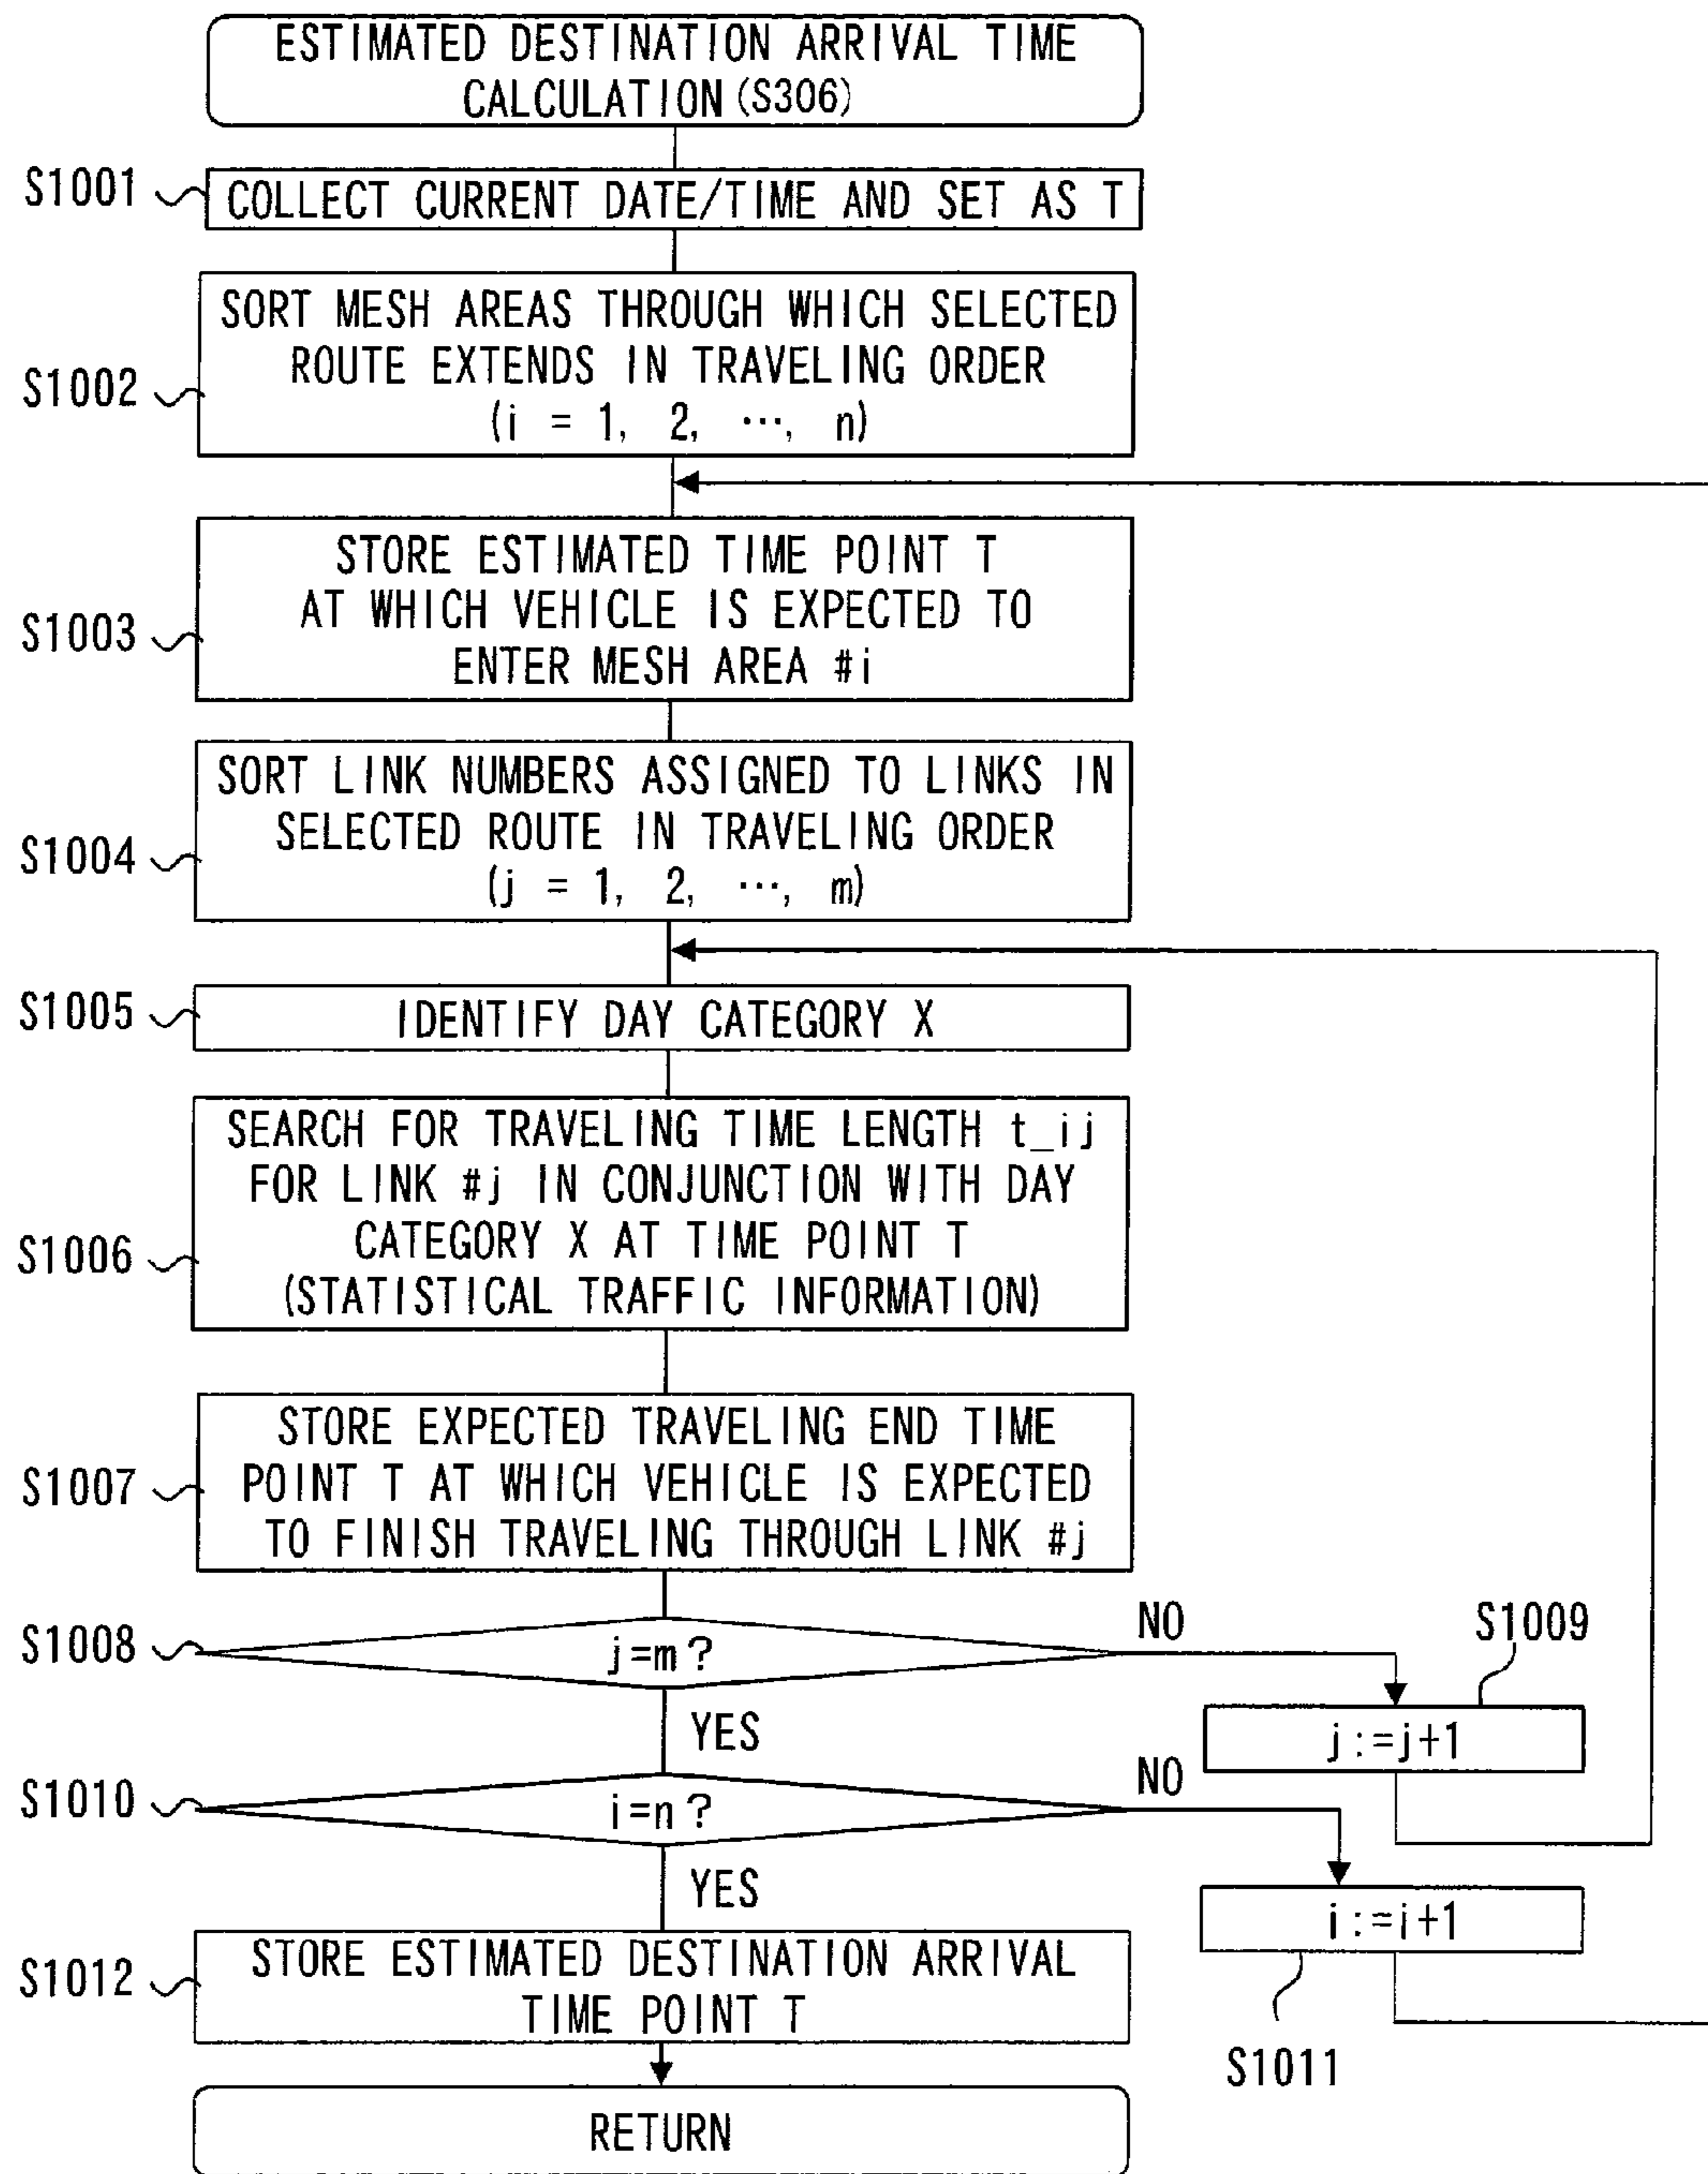 ESTIMATED DESTINATION ARRIVAL TIME
CALCULATION (S306)
S1001
COLLECT CURRENT DATE/TIME AND SET AS T
S1002
SORT MESH AREAS THROUGH WHICH SELECTED
ROUTE EXTENDS IN TRAVELING ORDER
(i = 1, 2, ···, n)
S1003
STORE ESTIMATED TIME POINT T
AT WHICH VEHICLE IS EXPECTED TO
ENTER MESH AREA #i
S1004
SORT LINK NUMBERS ASSIGNED TO LINKS IN
SELECTED ROUTE IN TRAVELING ORDER
(j = 1, 2, ···, m)
S1005
IDENTIFY DAY CATEGORY X
S1006
SEARCH FOR TRAVELING TIME LENGTH t_ij
FOR LINK #j IN CONJUNCTION WITH DAY
CATEGORY X AT TIME POINT T
(STATISTICAL TRAFFIC INFORMATION)
S1007
STORE EXPECTED TRAVELING END TIME
POINT T AT WHICH VEHICLE IS EXPECTED
TO FINISH TRAVELING THROUGH LINK #j
S1008
j=m?
NO
S1009
j:=j+1
YES
S1010
i=n?
NO
i:=i+1
S1011
YES
S1012
STORE ESTIMATED DESTINATION ARRIVAL
TIME POINT T
RETURN